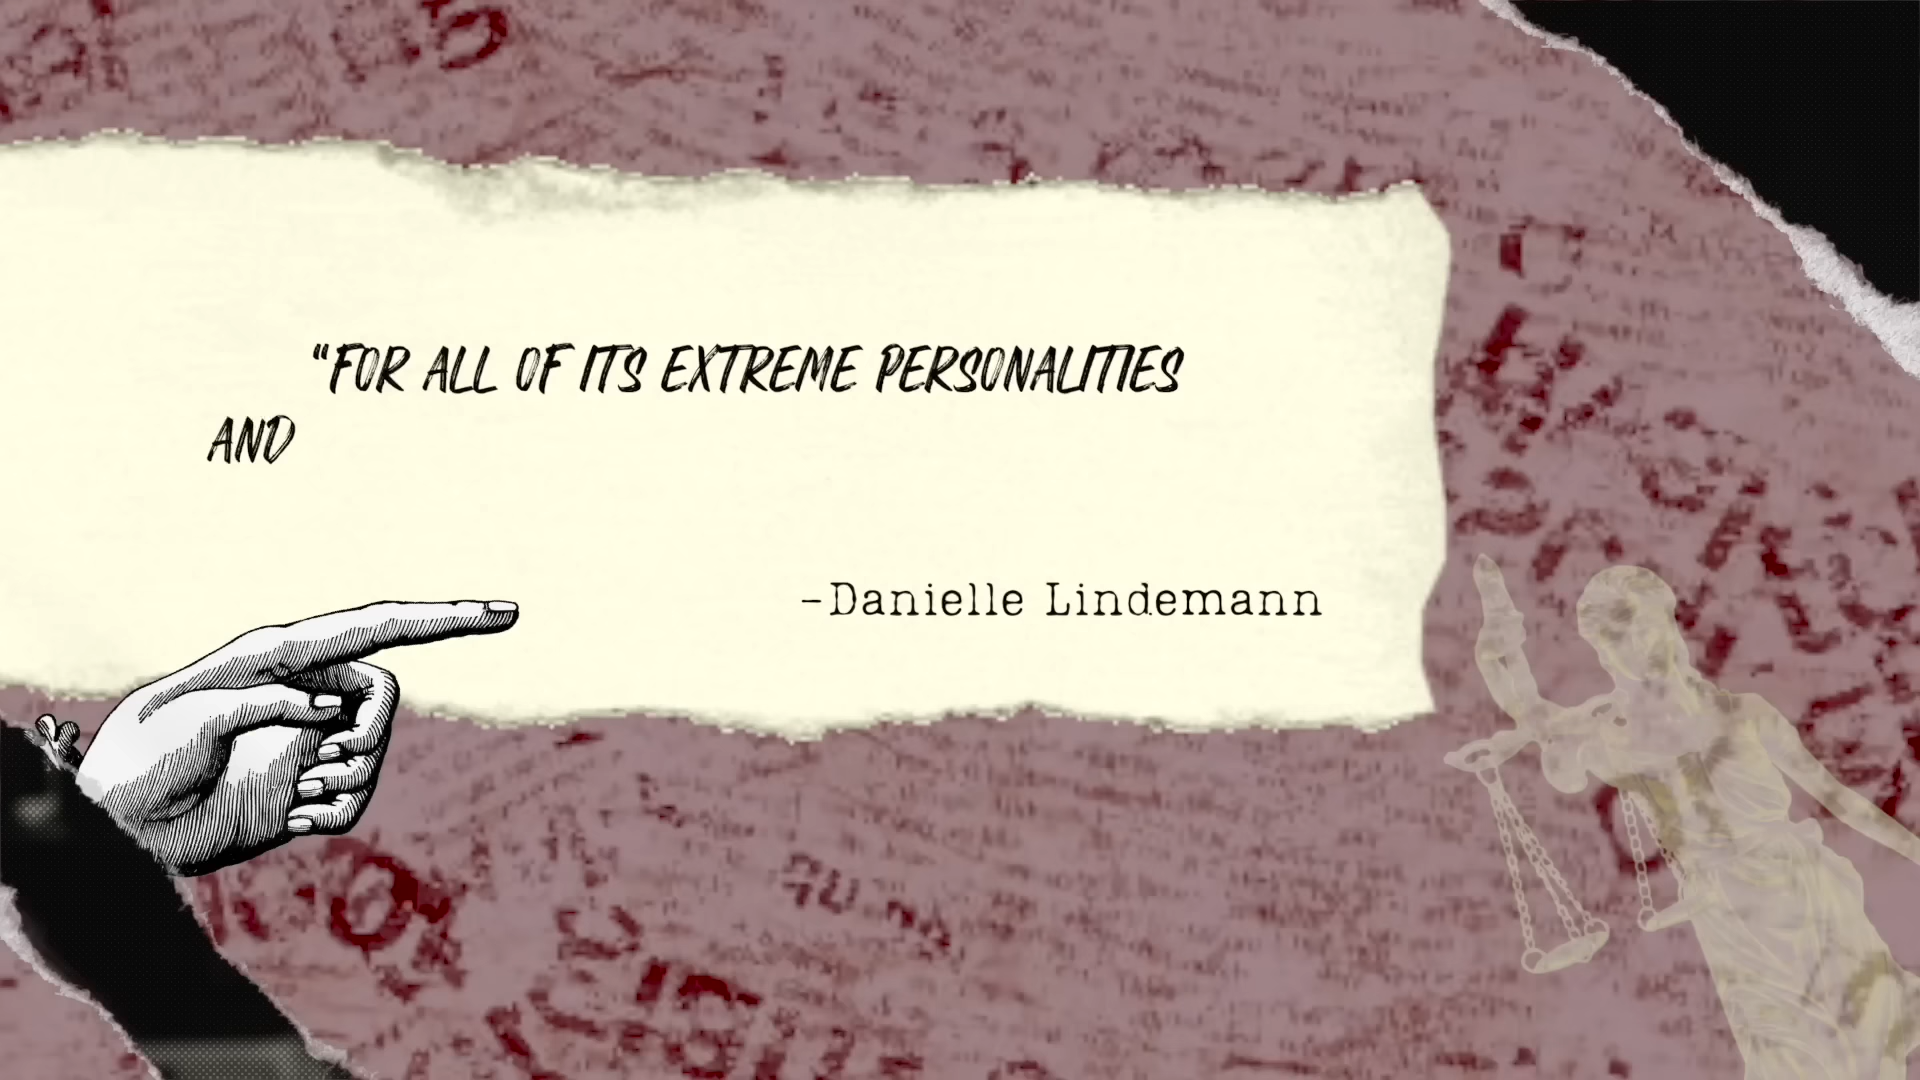 “FOR ALL OF ITS EXTREME PERSONALITIES
AND
-Danielle Lindemann